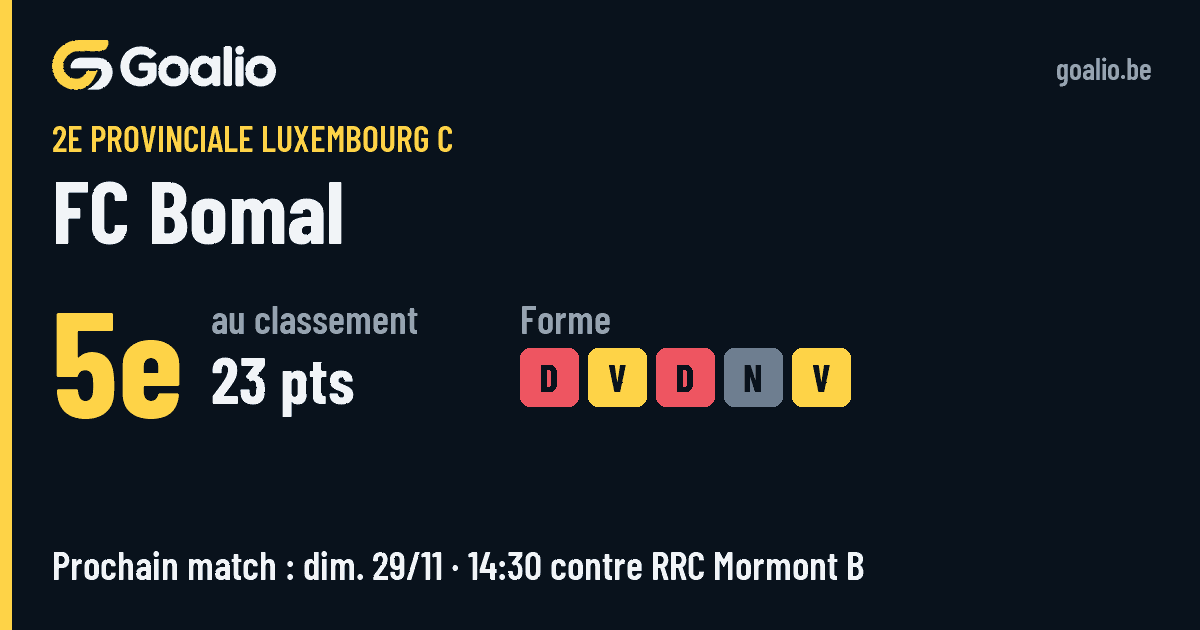 Goalio
goalio.be
2E PROVINCIALE LUXEMBOURG C
FC Bomal
5e
au classement
23 pts
Forme
D V D N V
Prochain match : dim. 29/11 · 14:30 contre RRC Mormont B